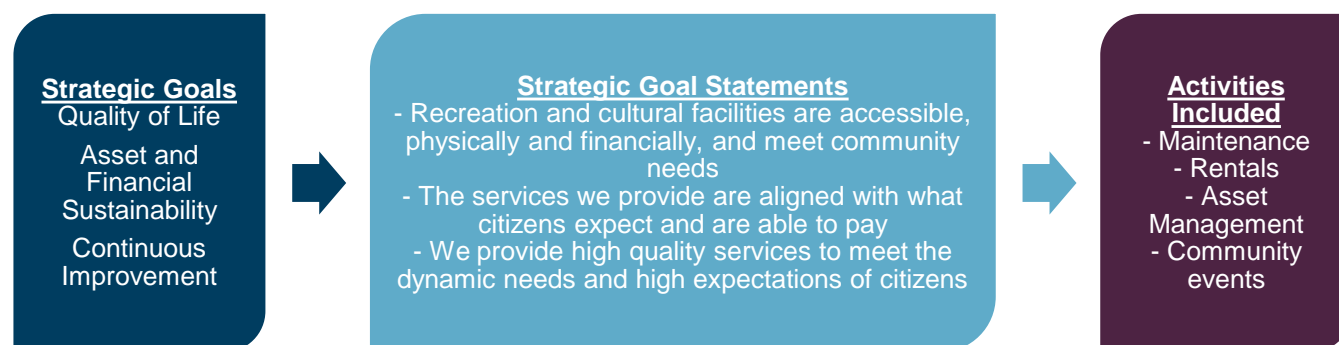 Strategic Goals
Quality of Life
Asset and
Financial
Sustainability
Continuous
Improvement
Strategic Goal Statements
- Recreation and cultural facilities are accessible,
physically and financially, and meet community
needs
- The services we provide are aligned with what
citizens expect and are able to pay
- We provide high quality services to meet the
dynamic needs and high expectations of citizens
Activities
Included
- Maintenance
- Rentals
- Asset
Management
- Community
events